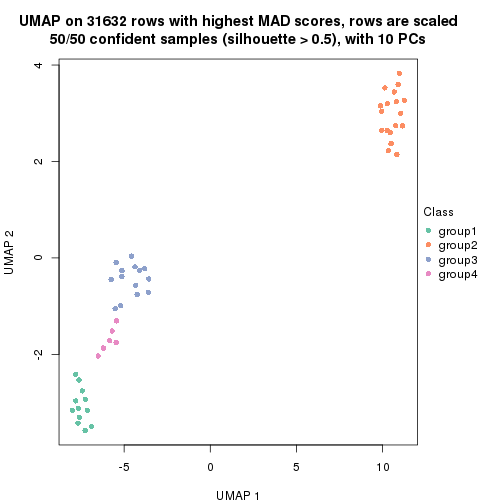 UMAP on 31632 rows with highest MAD scores, rows are scaled
50/50 confident samples (silhouette > 0.5), with 10 PCs
4
2
0
-2
UMAP 2
-5
0
5
10
UMAP 1
Class
group1
group2
group3
group4